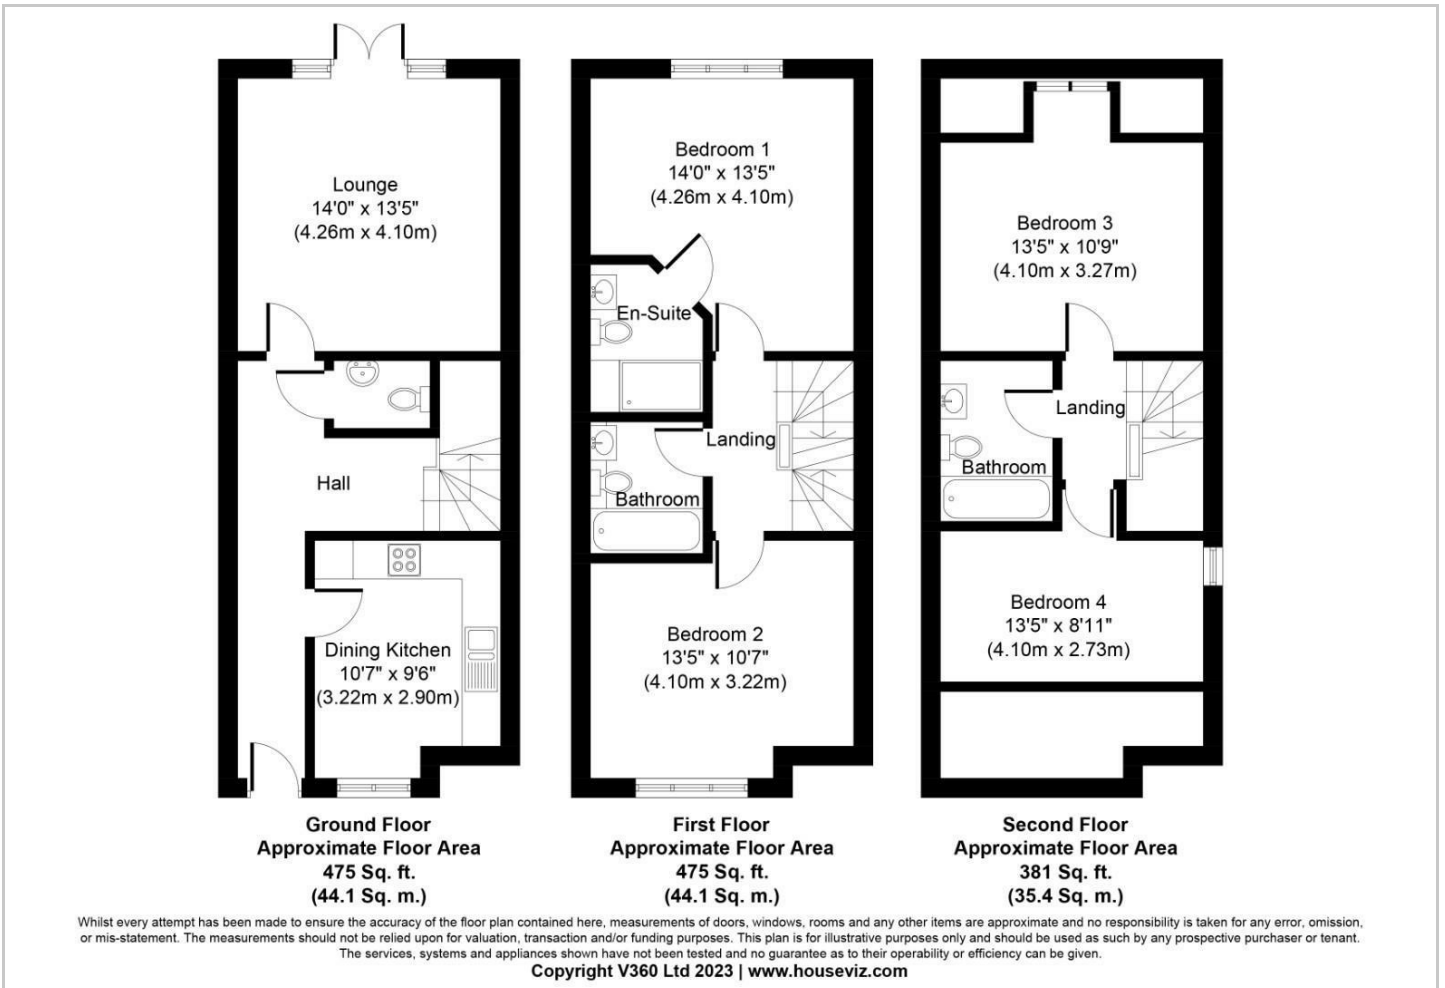 Lounge
14'0" x 13'5"
(4.26m x 4.10m)
Hall
Dining Kitchen
10'7" x 9'6"
(3.22m x 2.90m)
Ground Floor
Approximate Floor Area
475 Sq. ft.
(44.1 Sq. m.)
Bedroom 1
14'0" x 13'5"
(4.26m x 4.10m)
En-Suite
Landing
Bathroom
Bedroom 2
13'5" x 10'7"
(4.10m x 3.22m)
First Floor
Approximate Floor Area
475 Sq. ft.
(44.1 Sq. m.)
Bedroom 3
13'5" x 10'9"
(4.10m x 3.27m)
Landing
Bathroom
Bedroom 4
13'5" x 8'11"
(4.10m x 2.73m)
Second Floor
Approximate Floor Area
381 Sq. ft.
(35.4 Sq. m.)
Whilst every attempt has been made to ensure the accuracy of the floor plan contained here, measurements of doors, windows, rooms and any other items are approximate and no responsibility is taken for any error, omission,
or mis-statement. The measurements should not be relied upon for valuation, transaction and/or funding purposes. This plan is for illustrative purposes only and should be used as such by any prospective purchaser or tenant.
The services, systems and appliances shown have not been tested and no guarantee as to their operability or efficiency can be given.
Copyright V360 Ltd 2023 | www.houseviz.com